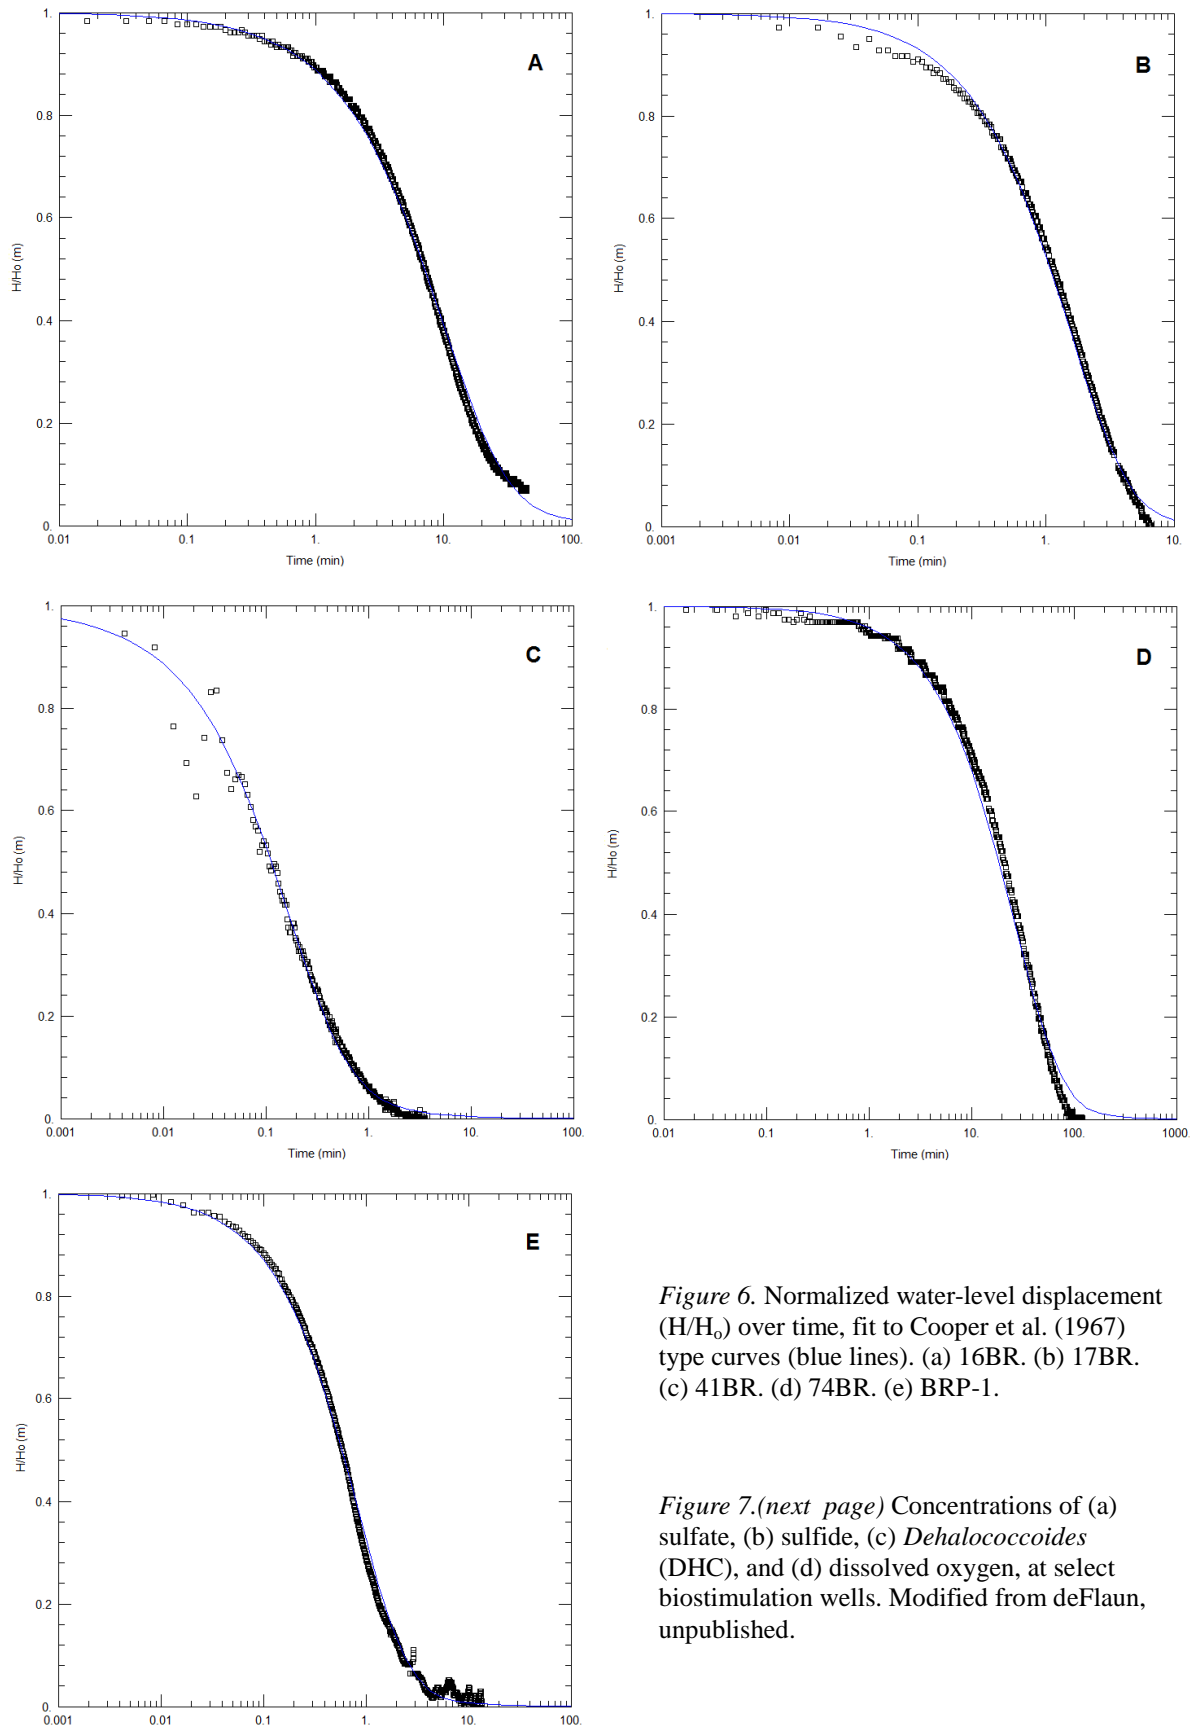 1.
0.8
0.6
0.4
0.2
0.
H/Ho (m)
0.01 0.1 1. 10. 100.
Time (min)
A
1.
0.8
0.6
0.4
0.2
0.
H/Ho (m)
0.001 0.01 0.1 1. 10.
Time (min)
B
1.
0.8
0.6
0.4
0.2
0.
H/Ho (m)
0.001 0.01 0.1 1. 10. 100.
Time (min)
C
1.
0.8
0.6
0.4
0.2
0.
H/Ho (m)
0.01 0.1 1. 10. 100. 1000.
Time (min)
D
1.
0.8
0.6
0.4
0.2
0.
H/Ho (m)
0.001 0.01 0.1 1. 10. 100.
E
Figure 6. Normalized water-level displacement
(H/Ho) over time, fit to Cooper et al. (1967)
type curves (blue lines). (a) 16BR. (b) 17BR.
(c) 41BR. (d) 74BR. (e) BRP-1.
Figure 7.(next page) Concentrations of (a)
sulfate, (b) sulfide, (c) Dehalococcoides
(DHC), and (d) dissolved oxygen, at select
biostimulation wells. Modified from deFlaun,
unpublished.